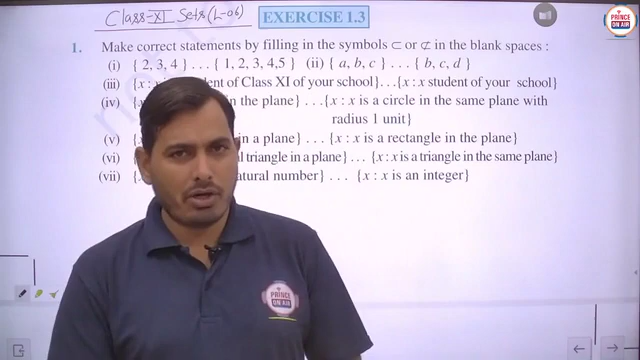 Class-XI Sets (L-06)
EXERCISE 1.3
PRINCE
ON AIR
1. Make correct statements by filling in the symbols ⊂ or ⊄ in the blank spaces :
(i) { 2, 3, 4 } . . . { 1, 2, 3, 4,5 } (ii) { a, b, c } . . . { b, c, d }
(iii) {x : of Class XI of your school} . . . {x : x student of your school}
(iv) in the plane} . . . {x : x is a circle in the same plane with
radius 1 unit}
(v) in a plane} . . . {x : x is a rectangle in the plane}
(vi) triangle in a plane} . . . {x : x is a triangle in the same plane}
(vii) number} . . . {x : x is an integer}
PRINCE
ON AIR